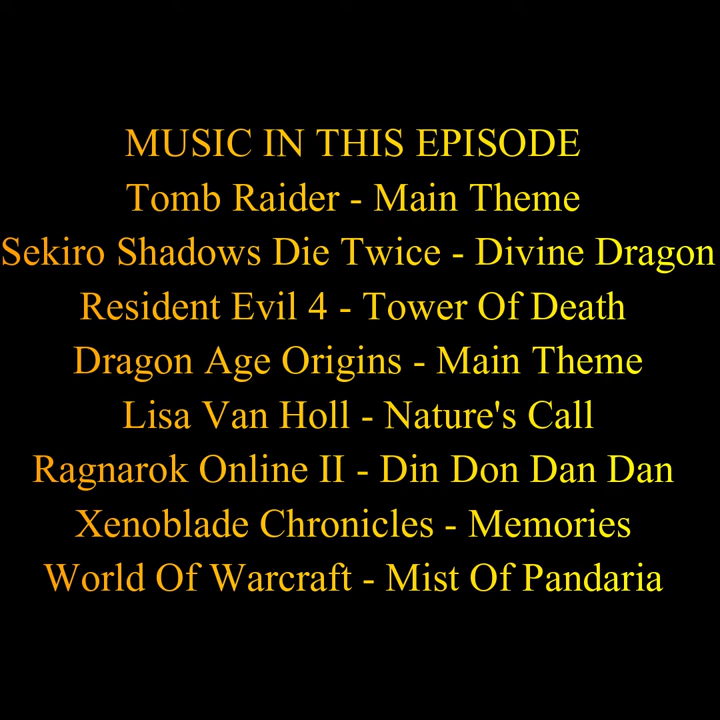 MUSIC IN THIS EPISODE
Tomb Raider - Main Theme
Sekiro Shadows Die Twice - Divine Dragon
Resident Evil 4 - Tower Of Death
Dragon Age Origins - Main Theme
Lisa Van Holl - Nature's Call
Ragnarok Online II - Din Don Dan Dan
Xenoblade Chronicles - Memories
World Of Warcraft - Mist Of Pandaria